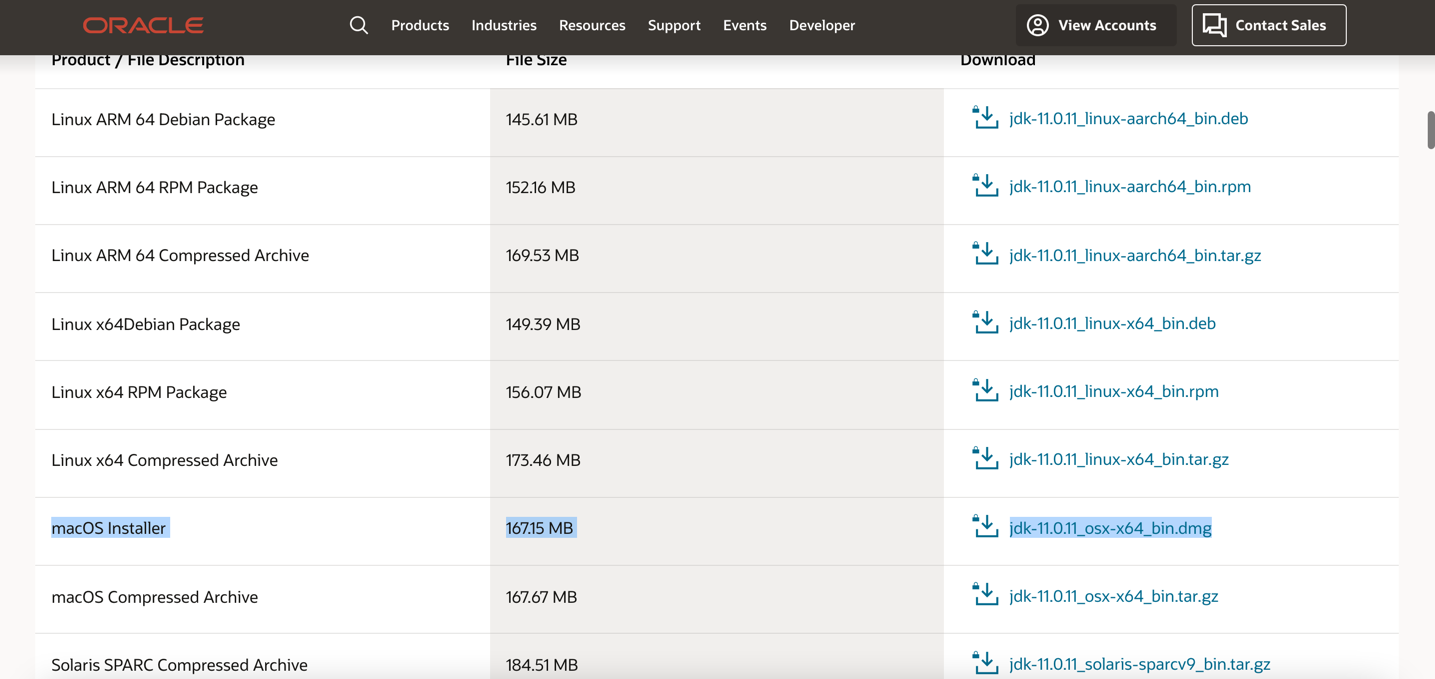 ORACLE Products Industries Resources Support Events Developer View Accounts Contact Sales
Product / File Description File Size Download
Linux ARM 64 Debian Package 145.61 MB jdk-11.0.11_linux-aarch64_bin.deb
Linux ARM 64 RPM Package 152.16 MB jdk-11.0.11_linux-aarch64_bin.rpm
Linux ARM 64 Compressed Archive 169.53 MB jdk-11.0.11_linux-aarch64_bin.tar.gz
Linux x64Debian Package 149.39 MB jdk-11.0.11_linux-x64_bin.deb
Linux x64 RPM Package 156.07 MB jdk-11.0.11_linux-x64_bin.rpm
Linux x64 Compressed Archive 173.46 MB jdk-11.0.11_linux-x64_bin.tar.gz
macOS Installer 167.15 MB jdk-11.0.11_osx-x64_bin.dmg
macOS Compressed Archive 167.67 MB jdk-11.0.11_osx-x64_bin.tar.gz
Solaris SPARC Compressed Archive 184.51 MB jdk-11.0.11_solaris-sparcv9_bin.tar.gz